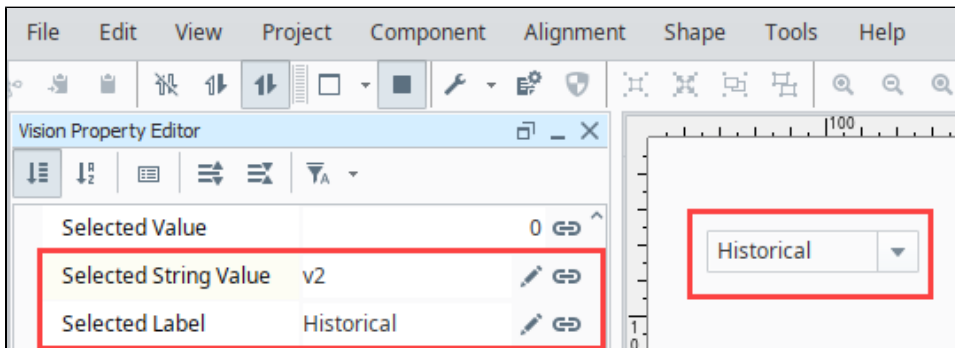 File Edit View Project Component Alignment Shape Tools Help
Vision Property Editor
100
Selected Value 0
Historical
Selected String Value v2
Selected Label Historical
10